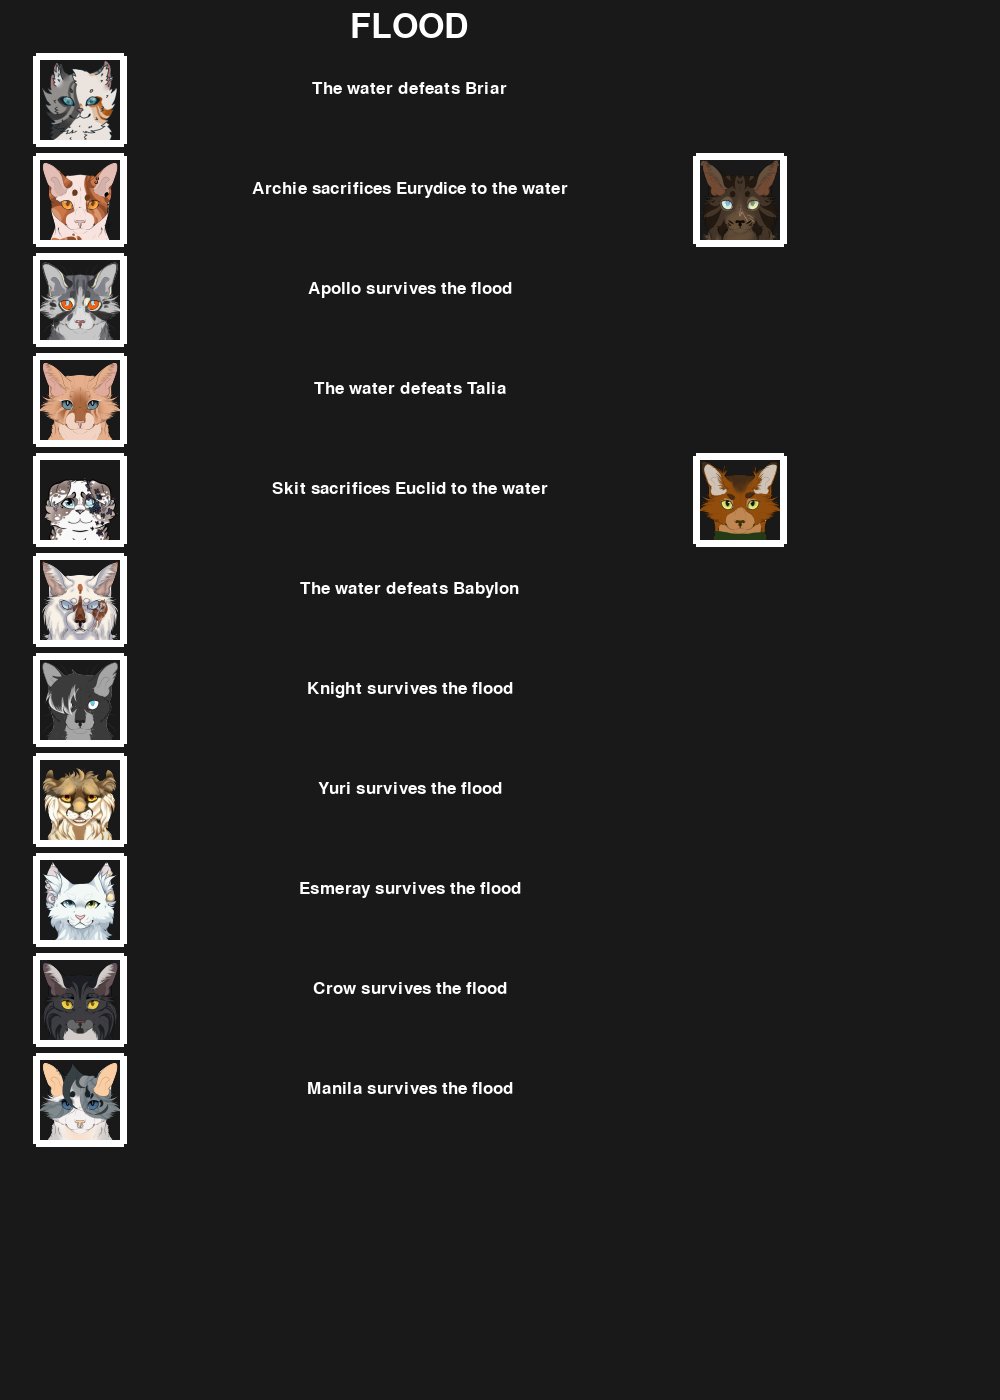 FLOOD
The water defeats Briar
Archie sacrifices Eurydice to the water
Apollo survives the flood
The water defeats Talia
Skit sacrifices Euclid to the water
The water defeats Babylon
Knight survives the flood
Yuri survives the flood
Esmeray survives the flood
Crow survives the flood
Manila survives the flood